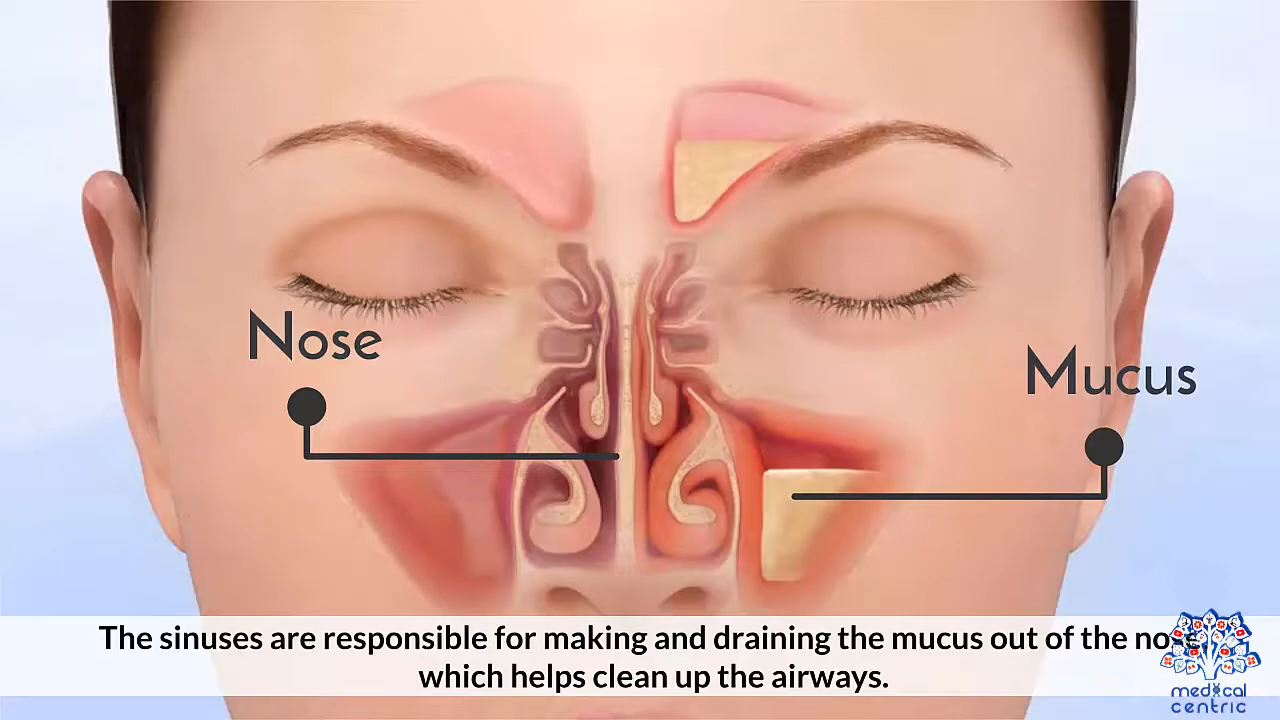 Nose
Mucus
The sinuses are responsible for making and draining the mucus out of the nose
which helps clean up the airways.
medical
centric